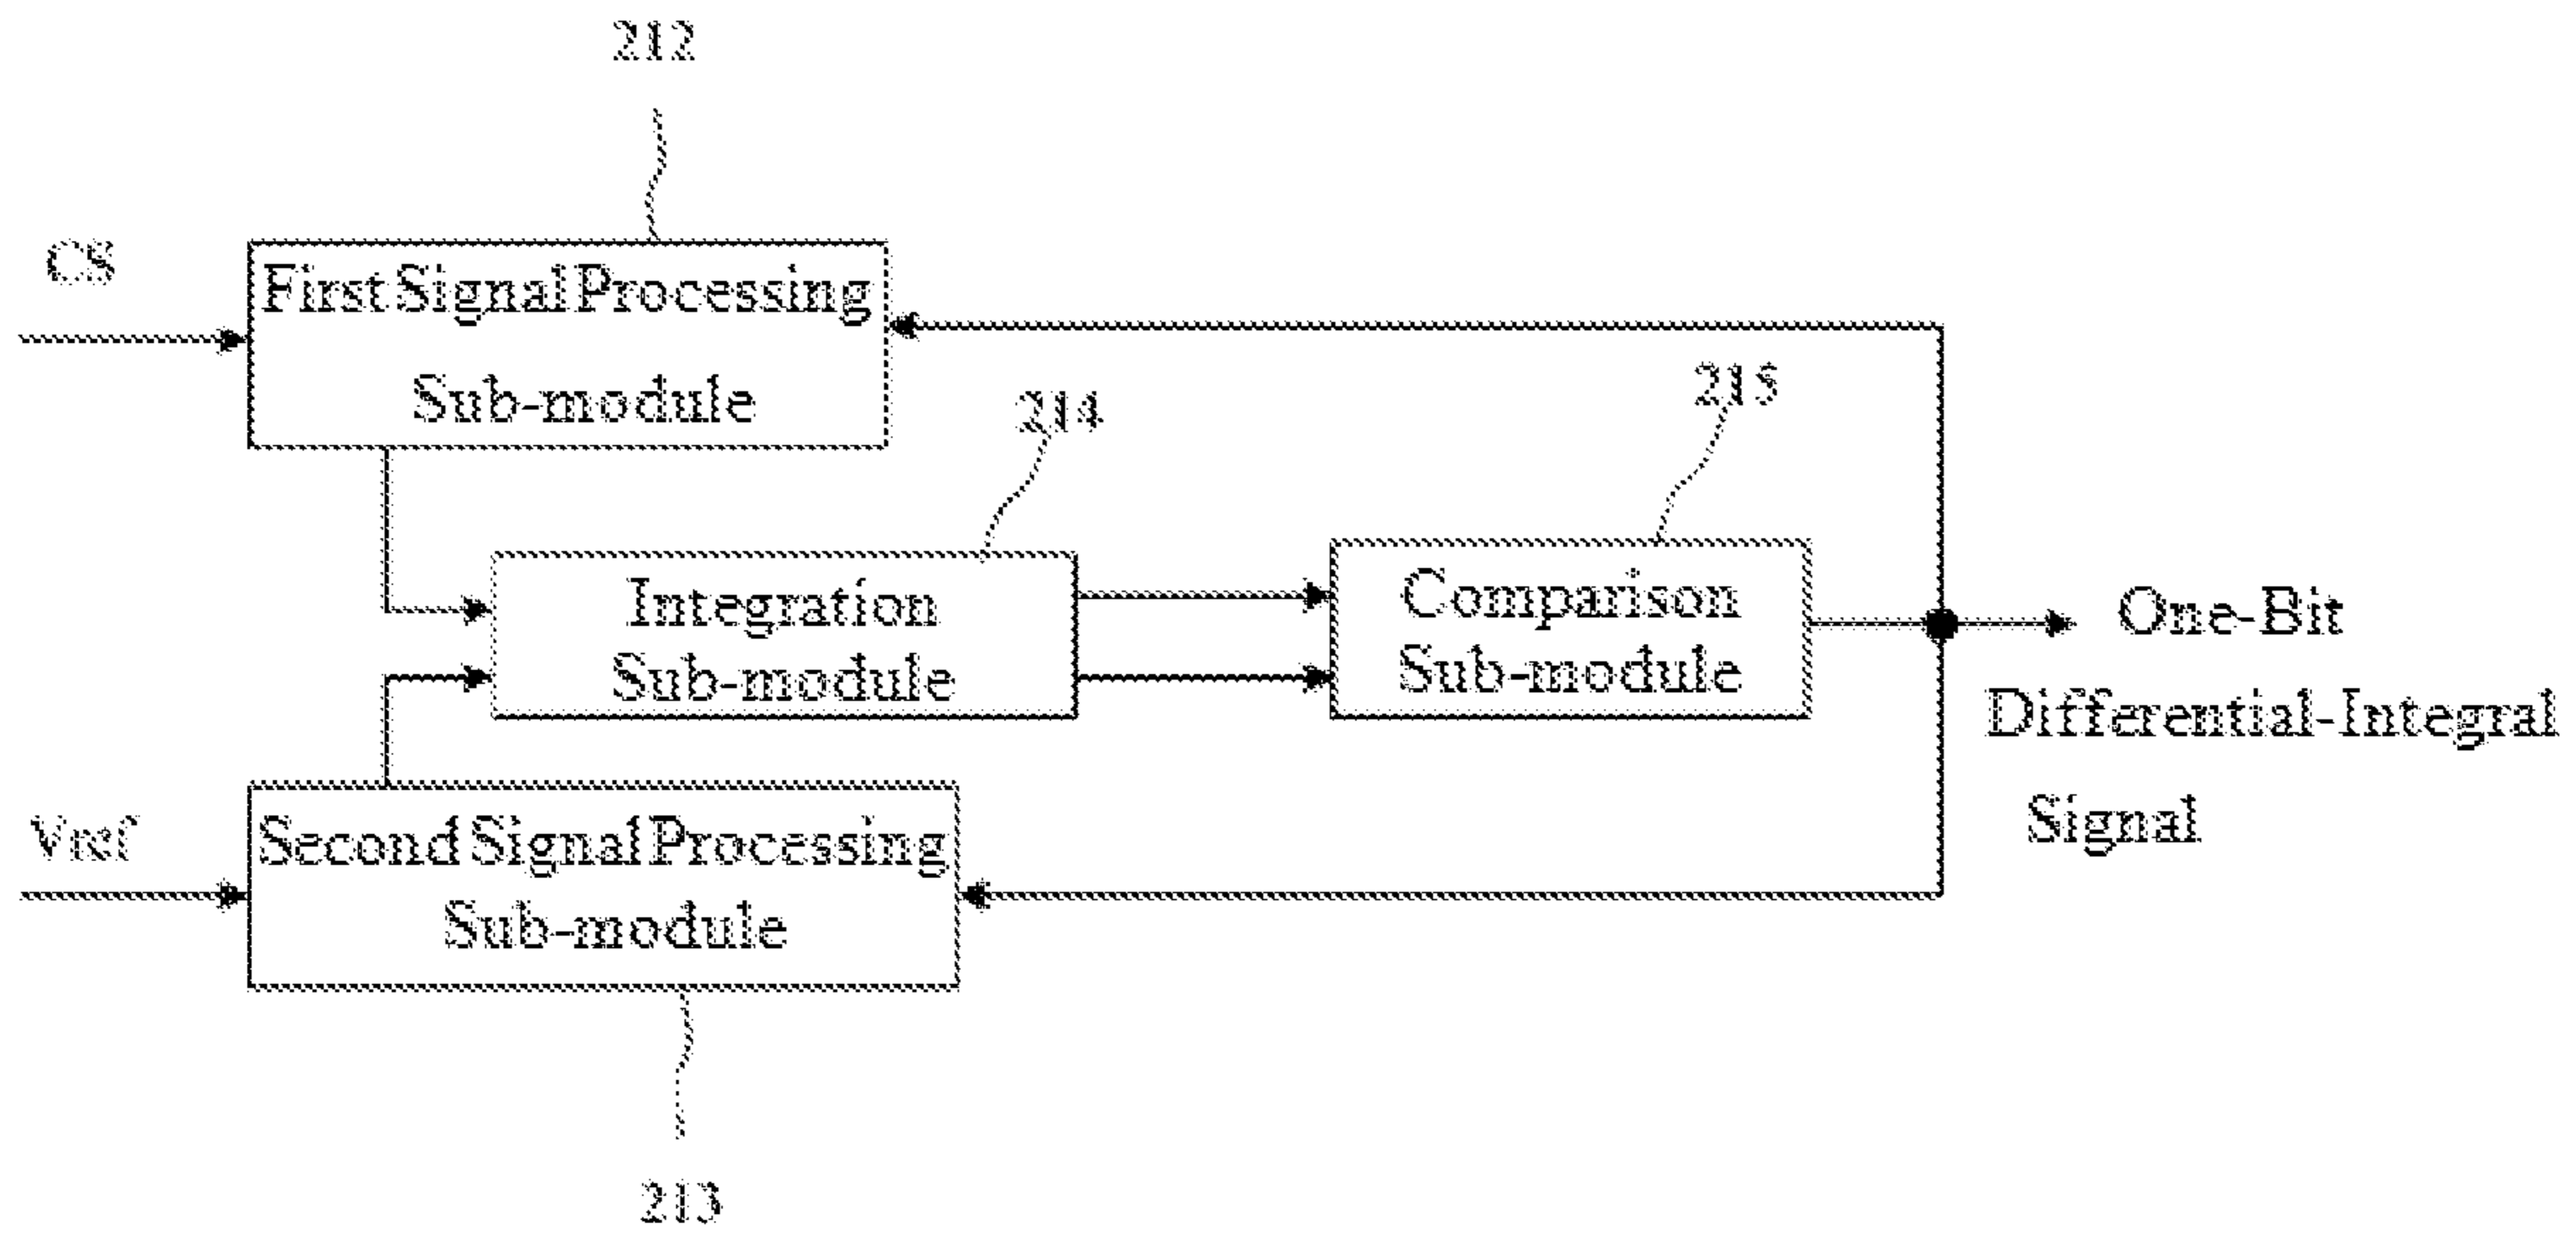 212
CS
First Signal Processing
Sub-module
214
215
Integration
Sub-module
Comparison
Sub-module
One-Bit
Differential-Integral
Signal
Vref
Second Signal Processing
Sub-module
213